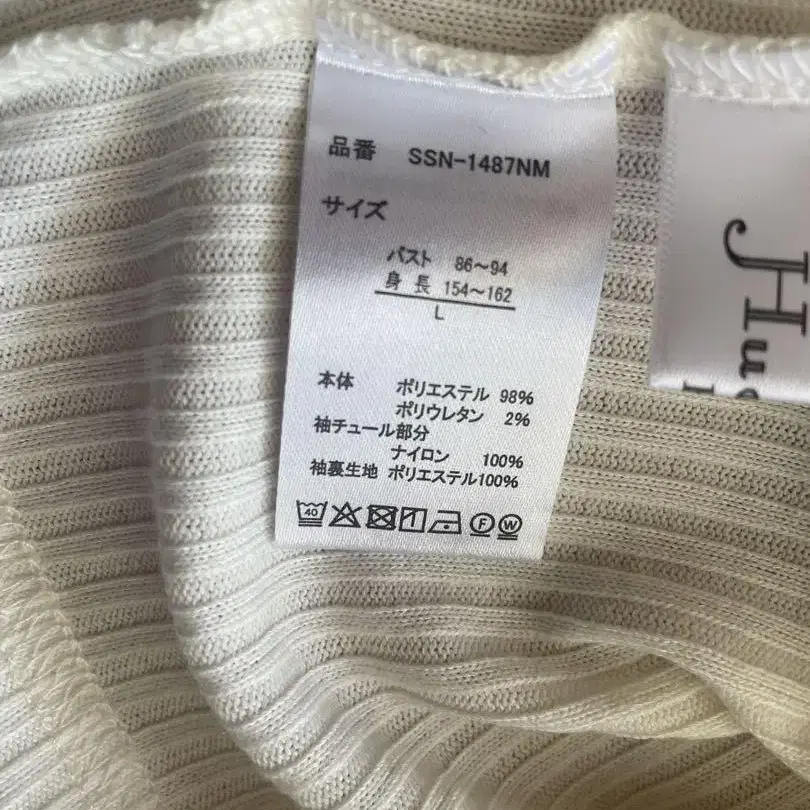 品番 SSN-1487NM
サイズ
バスト 86～94
身長 154～162
L
本体 ポリエステル 98%
ポリウレタン 2%
袖チュール部分
ナイロン 100%
袖裏生地 ポリエステル100%
40 F W